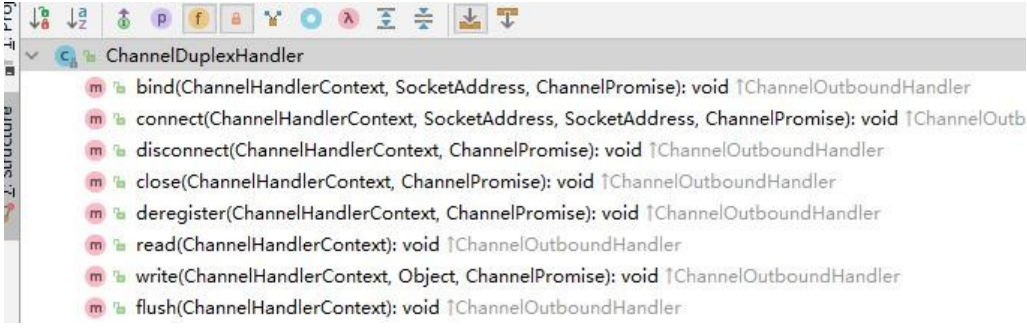 ChannelDuplexHandler
bind(ChannelHandlerContext, SocketAddress, ChannelPromise): void ↑ChannelOutboundHandler
connect(ChannelHandlerContext, SocketAddress, SocketAddress, ChannelPromise): void ↑ChannelOutb
disconnect(ChannelHandlerContext, ChannelPromise): void ↑ChannelOutboundHandler
close(ChannelHandlerContext, ChannelPromise): void ↑ChannelOutboundHandler
deregister(ChannelHandlerContext, ChannelPromise): void ↑ChannelOutboundHandler
read(ChannelHandlerContext): void ↑ChannelOutboundHandler
write(ChannelHandlerContext, Object, ChannelPromise): void ↑ChannelOutboundHandler
flush(ChannelHandlerContext): void ↑ChannelOutboundHandler